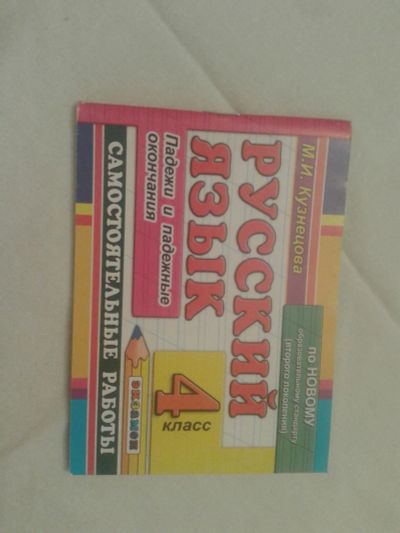 М.И. Кузнецова
по НОВОМУ
образовательному стандарту
(второго поколения)
РУССКИЙ
ЯЗЫК
Падежи и падежные
окончания
4
класс
ЭКЗАМЕН
САМОСТОЯТЕЛЬНЫЕ РАБОТЫ